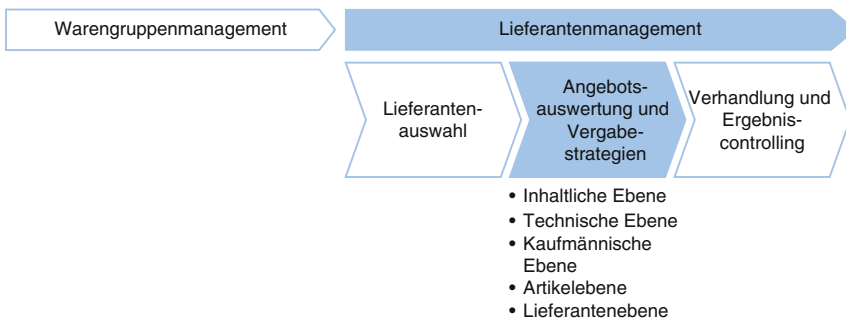 Warengruppenmanagement
Lieferantenmanagement
Lieferanten-
auswahl
Angebots-
auswertung und
Vergabe-
strategien
Verhandlung und
Ergebnis-
controlling
• Inhaltliche Ebene
• Technische Ebene
• Kaufmännische
Ebene
• Artikelebene
• Lieferantenebene